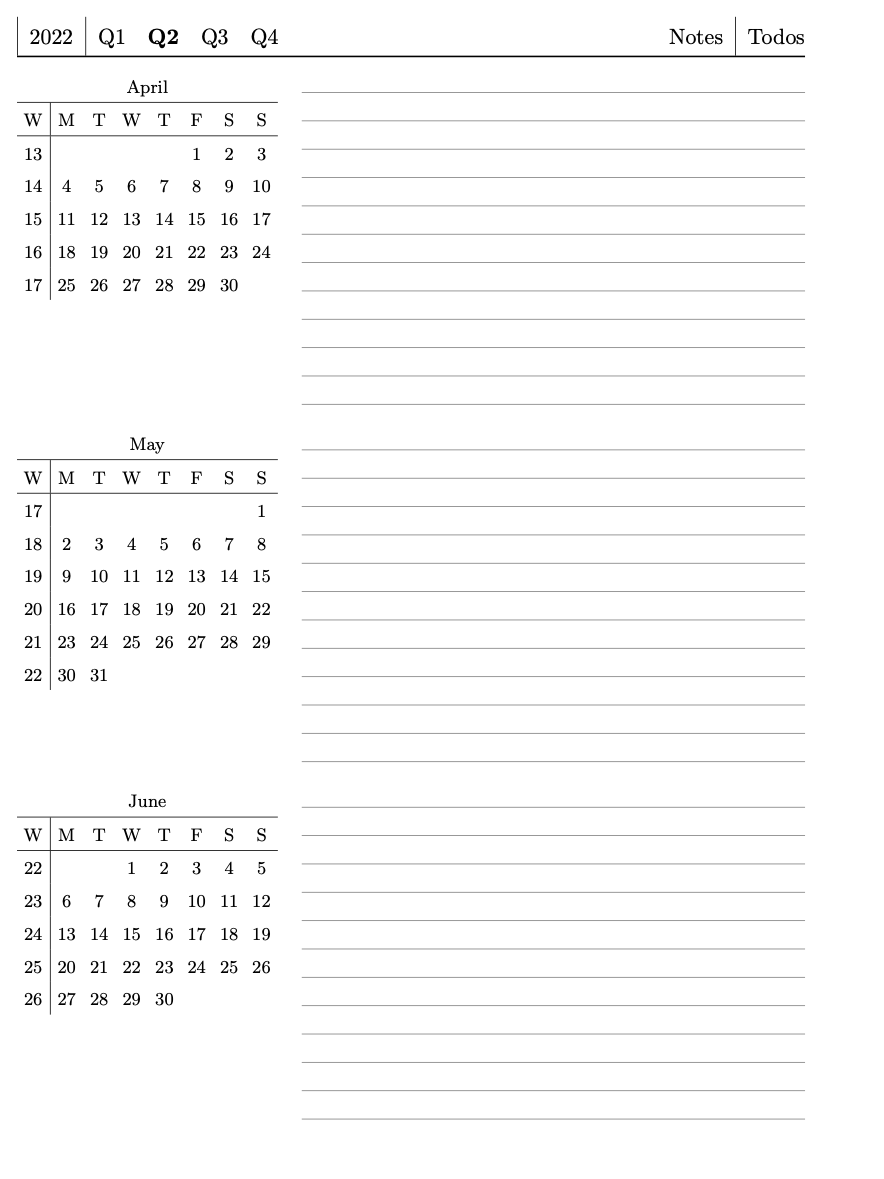 2022 Q1 Q2 Q3 Q4 Notes Todos
April
W M T W T F S S
13 1 2 3
14 4 5 6 7 8 9 10
15 11 12 13 14 15 16 17
16 18 19 20 21 22 23 24
17 25 26 27 28 29 30
May
W M T W T F S S
17 1
18 2 3 4 5 6 7 8
19 9 10 11 12 13 14 15
20 16 17 18 19 20 21 22
21 23 24 25 26 27 28 29
22 30 31
June
W M T W T F S S
22 1 2 3 4 5
23 6 7 8 9 10 11 12
24 13 14 15 16 17 18 19
25 20 21 22 23 24 25 26
26 27 28 29 30